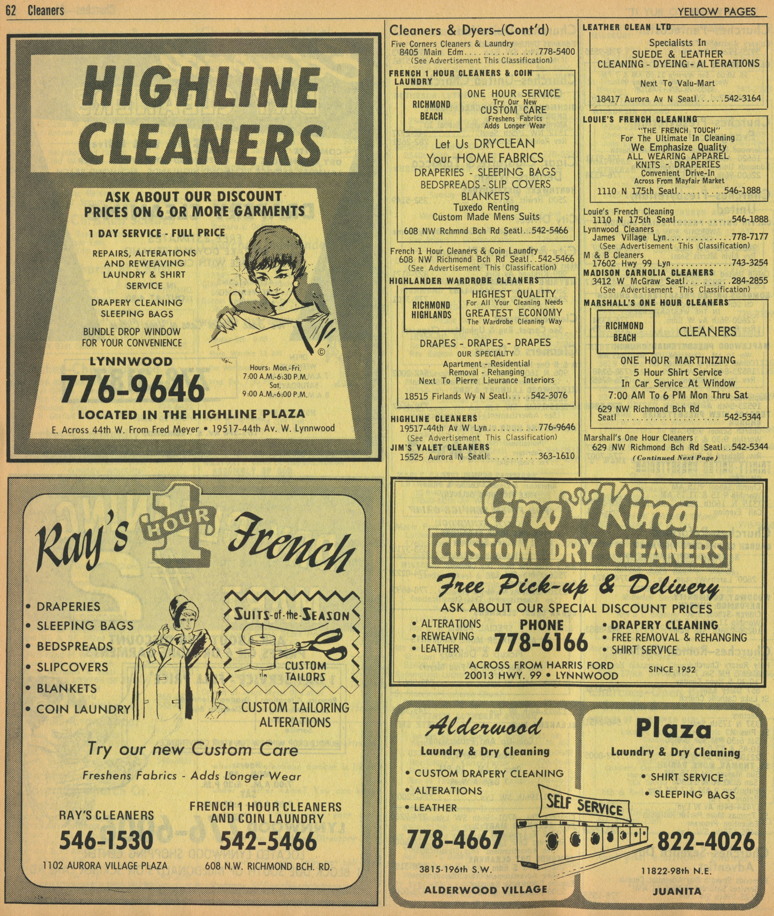 62 Cleaners
YELLOW PAGES
HIGHLINE
CLEANERS
ASK ABOUT OUR DISCOUNT
PRICES ON 6 OR MORE GARMENTS
1 DAY SERVICE - FULL PRICE
REPAIRS, ALTERATIONS
AND REWEAVING
LAUNDRY & SHIRT
SERVICE
DRAPERY CLEANING
SLEEPING BAGS
BUNDLE DROP WINDOW
FOR YOUR CONVENIENCE
©
LYNNWOOD
776-9646
Hours: Mon.-Fri.
7:00 A.M.-6:30 P.M.
Sat.
9:00 A.M.-6:00 P.M.
LOCATED IN THE HIGHLINE PLAZA
E. Across 44th W. From Fred Meyer • 19517-44th Av. W. Lynnwood
Ray's 1 HOUR French
• DRAPERIES
• SLEEPING BAGS
• BEDSPREADS
• SLIPCOVERS
• BLANKETS
• COIN LAUNDRY
SUITS-of-the-SEASON
CUSTOM
TAILORS
CUSTOM TAILORING
ALTERATIONS
Try our new Custom Care
Freshens Fabrics - Adds Longer Wear
RAY'S CLEANERS
546-1530
1102 AURORA VILLAGE PLAZA
FRENCH 1 HOUR CLEANERS
AND COIN LAUNDRY
542-5466
608 N.W. RICHMOND BCH. RD.
Cleaners & Dyers—(Cont'd)
Five Corners Cleaners & Laundry
8405 Main Edm.................778-5400
(See Advertisement This Classification)
FRENCH 1 HOUR CLEANERS & COIN
LAUNDRY
RICHMOND
BEACH
ONE HOUR SERVICE
Try Our New
CUSTOM CARE
Freshens Fabrics
Adds Longer Wear
Let Us DRYCLEAN
Your HOME FABRICS
DRAPERIES - SLEEPING BAGS
BEDSPREADS - SLIP COVERS
BLANKETS
Tuxedo Renting
Custom Made Mens Suits
608 NW Rchmnd Bch Rd Seatl..542-5466
French 1 Hour Cleaners & Coin Laundry
608 NW Richmond Bch Rd Seatl..542-5466
(See Advertisement This Classification)
HIGHLANDER WARDROBE CLEANERS
RICHMOND
HIGHLANDS
HIGHEST QUALITY
For All Your Cleaning Needs
GREATEST ECONOMY
The Wardrobe Cleaning Way
DRAPES - DRAPES - DRAPES
OUR SPECIALTY
Apartment - Residential
Removal - Rehanging
Next To Pierre Lieurance Interiors
18515 Firlands Wy N Seatl......542-3076
HIGHLINE CLEANERS
19517-44th Av W Lyn...........776-9646
(See Advertisement This Classification)
JIM'S VALET CLEANERS
15525 Aurora N Seatl...........363-1610
LEATHER CLEAN LTD
Specialists In
SUEDE & LEATHER
CLEANING - DYEING - ALTERATIONS
Next To Valu-Mart
18417 Aurora Av N Seatl......542-3164
LOUIE'S FRENCH CLEANING
"THE FRENCH TOUCH"
For The Ultimate In Cleaning
We Emphasize Quality
ALL WEARING APPAREL
KNITS - DRAPERIES
Convenient Drive-In
Across From Mayfair Market
1110 N 175th Seatl............546-1888
Louie's French Cleaning
1110 N 175th Seatl............546-1888
Lynnwood Cleaners
James Village Lyn..............778-7177
(See Advertisement This Classification)
M & B Cleaners
17602 Hwy 99 Lyn..............743-3254
MADISON CARNOLIA CLEANERS
3412 W McGraw Seatl..........284-2855
(See Advertisement This Classification)
MARSHALL'S ONE HOUR CLEANERS
RICHMOND
BEACH
CLEANERS
ONE HOUR MARTINIZING
5 Hour Shirt Service
In Car Service At Window
7:00 AM To 6 PM Mon Thru Sat
629 NW Richmond Bch Rd
Seatl.........................542-5344
Marshall's One Hour Cleaners
629 NW Richmond Bch Rd Seatl..542-5344
(Continued Next Page)
Sno King
CUSTOM DRY CLEANERS
Free Pick-up & Delivery
ASK ABOUT OUR SPECIAL DISCOUNT PRICES
• ALTERATIONS
• REWEAVING
• LEATHER
PHONE
778-6166
• DRAPERY CLEANING
• FREE REMOVAL & REHANGING
• SHIRT SERVICE
ACROSS FROM HARRIS FORD
20013 HWY. 99 • LYNNWOOD
SINCE 1952
Alderwood
Laundry & Dry Cleaning
• CUSTOM DRAPERY CLEANING
• ALTERATIONS
• LEATHER
778-4667
3815-196th S.W.
ALDERWOOD VILLAGE
SELF SERVICE
Plaza
Laundry & Dry Cleaning
• SHIRT SERVICE
• SLEEPING BAGS
822-4026
11822-98th N.E.
JUANITA